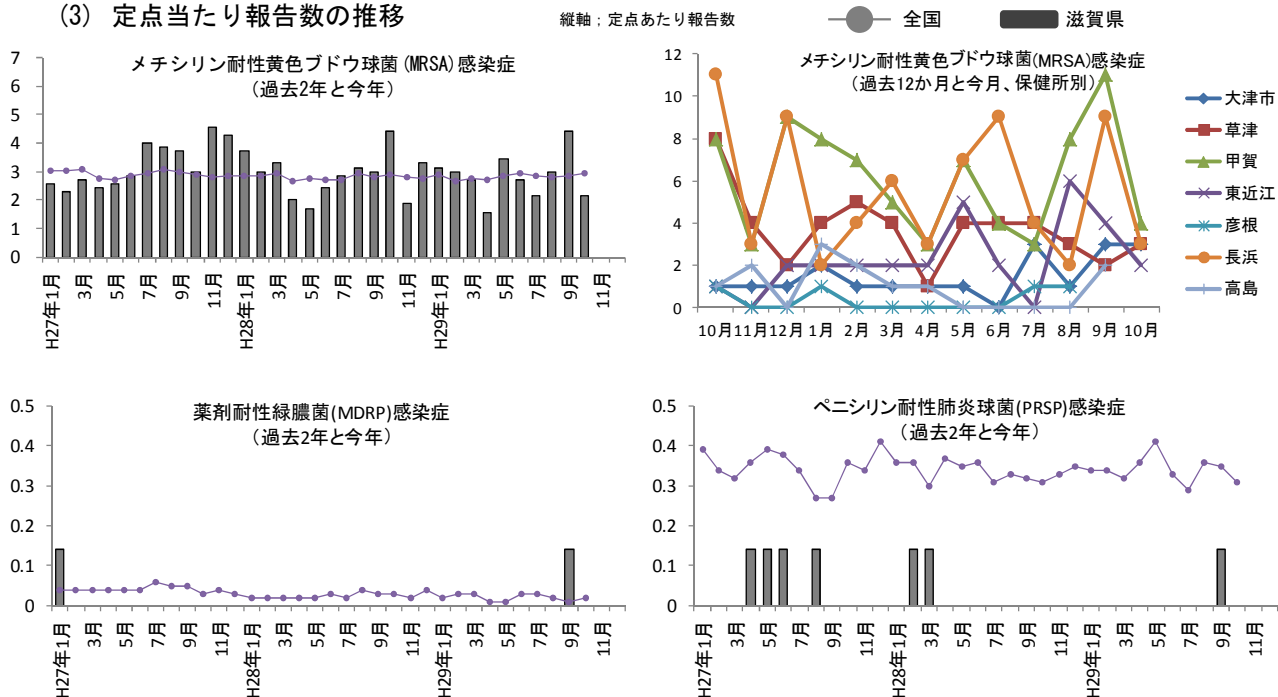 (3) 定点当たり報告数の推移
縦軸；定点あたり報告数
全国
滋賀県
メチシリン耐性黄色ブドウ球菌(MRSA)感染症
（過去2年と今年）
7
6
5
4
3
2
1
0
H27年1月
3月
5月
7月
9月
11月
H28年1月
3月
5月
7月
9月
11月
H29年1月
3月
5月
7月
9月
11月
メチシリン耐性黄色ブドウ球菌(MRSA)感染症
（過去12か月と今月、保健所別）
12
10
8
6
4
2
0
10月 11月 12月 1月 2月 3月 4月 5月 6月 7月 8月 9月 10月
大津市
草津
甲賀
東近江
彦根
長浜
高島
薬剤耐性緑膿菌(MDRP)感染症
（過去2年と今年）
0.5
0.4
0.3
0.2
0.1
0
H27年1月
3月
5月
7月
9月
11月
H28年1月
3月
5月
7月
9月
11月
H29年1月
3月
5月
7月
9月
11月
ペニシリン耐性肺炎球菌(PRSP)感染症
（過去2年と今年）
0.5
0.4
0.3
0.2
0.1
0
H27年1月
3月
5月
7月
9月
11月
H28年1月
3月
5月
7月
9月
11月
H29年1月
3月
5月
7月
9月
11月